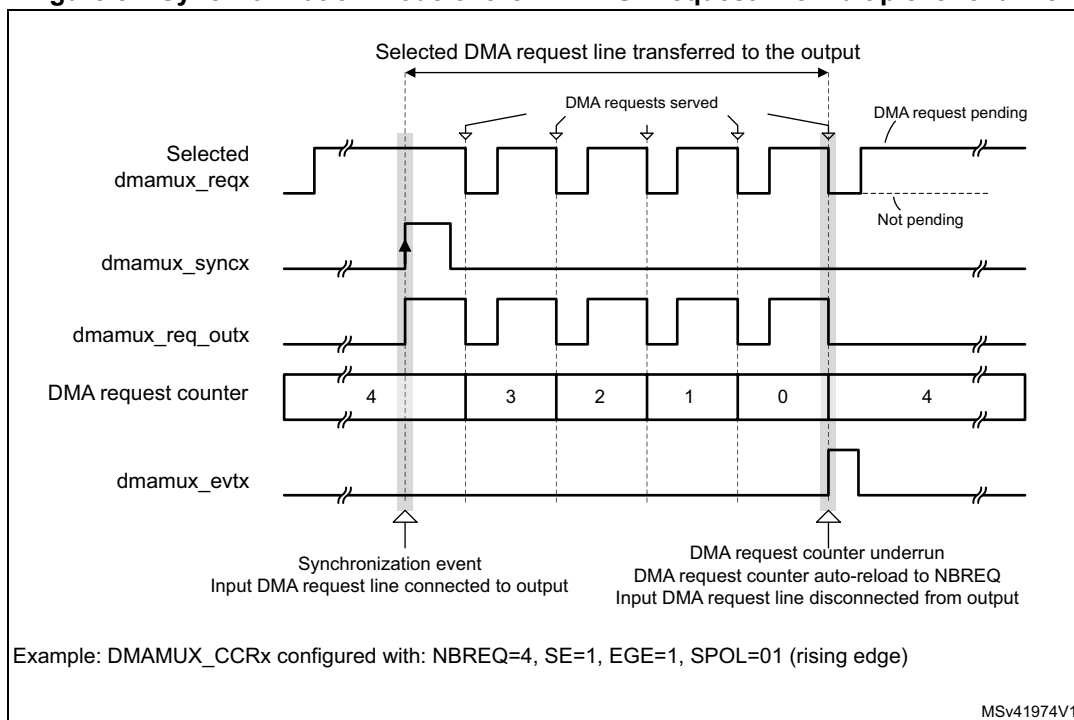 Selected DMA request line transferred to the output
DMA requests served
DMA request pending
Selected
dmamux_reqx
Not pending
dmamux_syncx
dmamux_req_outx
DMA request counter
4
3
2
1
0
4
dmamux_evtx
Synchronization event
Input DMA request line connected to output
DMA request counter underrun
DMA request counter auto-reload to NBREQ
Input DMA request line disconnected from output
Example: DMAMUX_CCRx configured with: NBREQ=4, SE=1, EGE=1, SPOL=01 (rising edge)
MSv41974V1